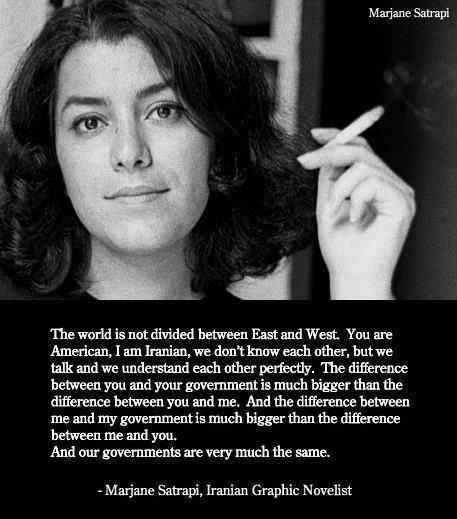 Marjane Satrapi
The world is not divided between East and West. You are
American, I am Iranian, we don't know each other, but we
talk and we understand each other perfectly. The difference
between you and your government is much bigger than the
difference between you and me. And the difference between
me and my government is much bigger than the difference
between me and you.
And our governments are very much the same.
- Marjane Satrapi, Iranian Graphic Novelist